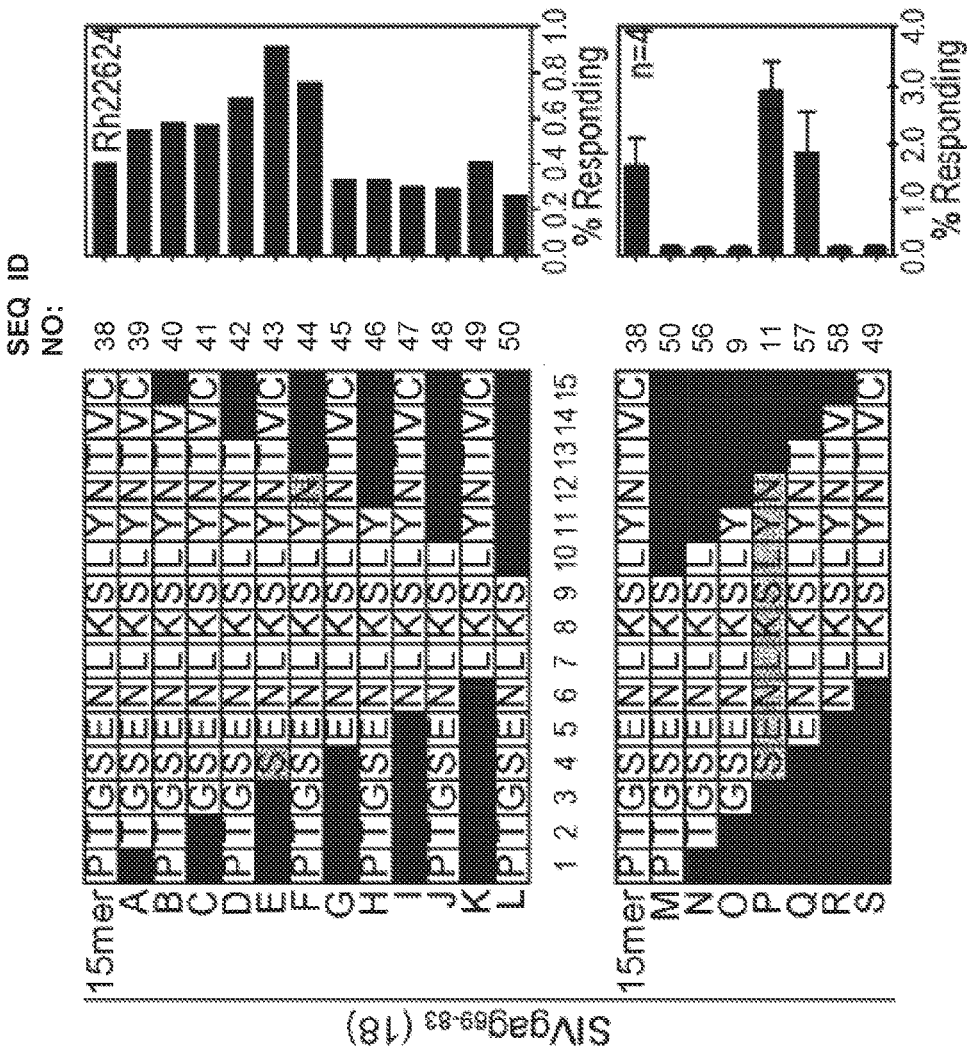 SEQ ID
NO:
SIVgag69-83 (18)
15mer PTGSENLKSLYNTVC 38
A TGSENLKSLYNTVC 39
B PTGSENLKSLYNTV 40
C GSENLKSLYNTVC 41
D PTGSENLKSLYNT 42
E SENLKSLYNTVC 43
F PTGSENLKSLYN 44
G ENLKSLYNTVC 45
H PTGSENLKSLY 46
I NLKSLYNTVC 47
J PTGSENLKSL 48
K LKSLYNTVC 49
L PTGSENLKS 50
1 2 3 4 5 6 7 8 9 10 11 12 13 14 15
Rh22624
0.0 0.2 0.4 0.6 0.8 1.0
% Responding
15mer PTGSENLKSLYNTVC 38
M PTGSENLKS 50
N TGSENLKSL 56
O GSENLKSLY 9
P SENLKSLYN 11
Q ENLKSLYNT 57
R NLKSLYNTV 58
S LKSLYNTVC 49
n=4
0.0 1.0 2.0 3.0 4.0
% Responding